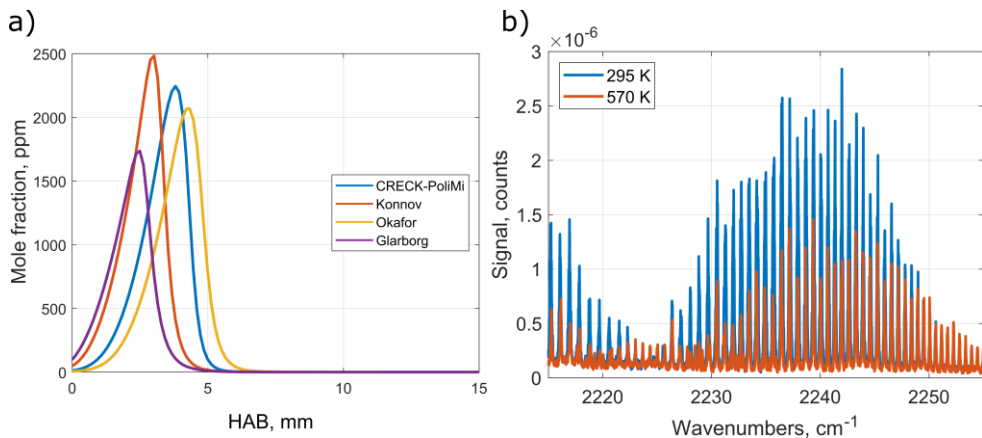 a)
Mole fraction, ppm
2500
2000
1500
1000
500
0
0
5
10
15
HAB, mm
CRECK-PoliMi
Konnov
Okafor
Glarborg
b)
×10⁻⁶
Signal, counts
3
2.5
2
1.5
1
0.5
0
2220
2230
2240
2250
Wavenumbers, cm⁻¹
295 K
570 K